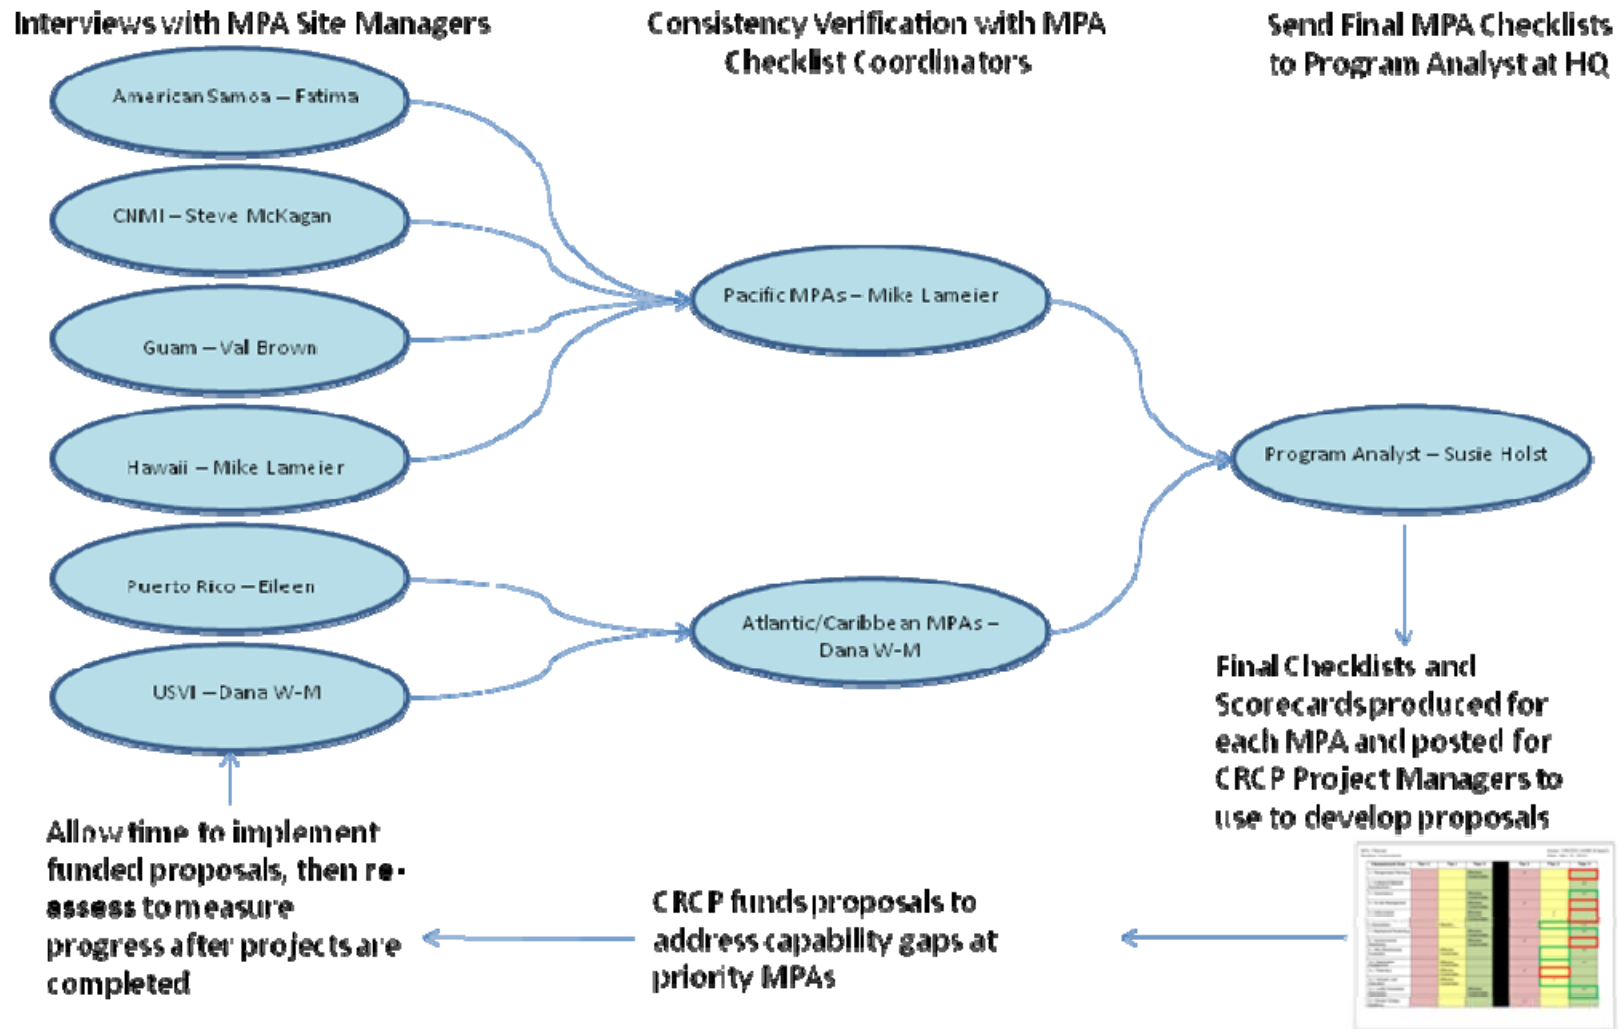 Interviews with MPA Site Managers
Consistency Verification with MPA
Checklist Coordinators
Send Final MPA Checklists
to Program Analyst at HQ
American Samoa – Fatima
CNMI – Steve McKagan
Guam – Val Brown
Hawaii – Mike Lameier
Puerto Rico – Eileen
USVI – Dana W-M
Pacific MPAs – Mike Lameier
Atlantic/Caribbean MPAs –
Dana W-M
Program Analyst – Susie Holst
Final Checklists and
Scorecards produced for
each MPA and posted for
CRCP Project Managers to
use to develop proposals
CRCP funds proposals to
address capability gaps at
priority MPAs
Allow time to implement
funded proposals, then re-
assess to measure
progress after projects are
completed